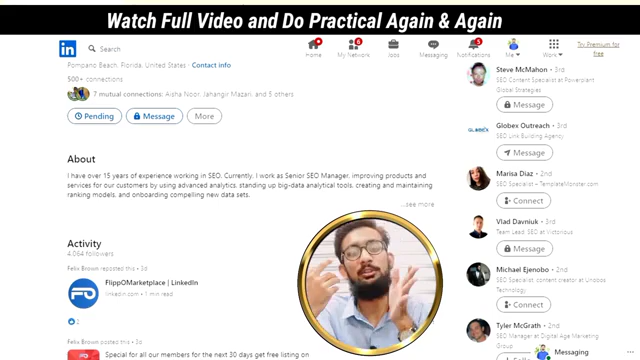 Watch Full Video and Do Practical Again & Again
in
Search
Home
My Network
Jobs
Messaging
Notifications
Me
Work
Try Premium for
free
Pompano Beach, Florida, United States · Contact info
500+ connections
7 mutual connections: Aisha Noor, Jahangir Mazari, and 5 others
Pending
Message
More
About
I have over 15 years of experience working in SEO. Currently, I work as Senior SEO Manager, improving products and
services for our customers by using advanced analytics, standing up big-data analytical tools, creating and maintaining
ranking models, and onboarding compelling new data sets.
...see more
Activity
4,064 followers
Felix Brown reposted this • 3d
FlippOMarketplace | LinkedIn
linkedin.com • 1 min read
2
Felix Brown reposted this • 3d
Special for all our members for the next 30 days get free listing on
Steve McMahon • 3rd
SEO Content Specialist at Powerplant
Global Strategies
Message
GLOBEX
Globex Outreach • 3rd
SEO Link Building Agency
Message
Marisa Diaz • 2nd
SEO Specialist – TemplateMonster.com
Connect
Vlad Davniuk • 3rd
Team Lead: SEO at Victorious
Message
Michael Ejenobo • 2nd
SEO Specialist, content creator at Unloos
Technology
Connect
Tyler McGrath • 2nd
SEO Manager at Digital Age Marketing
Group
Messaging